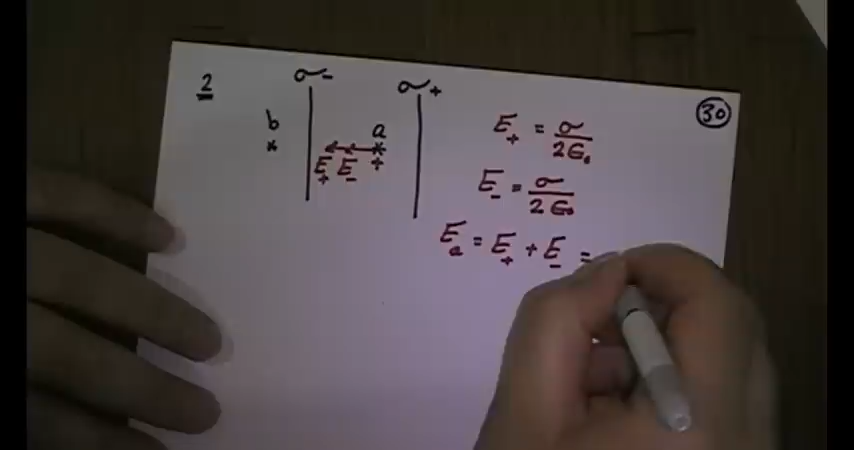 2
σ-
σ+
30
b
a
*
*
+
E+ E-
E+ = σ/2ϵ₀
E- = σ/2ϵ₀
Ea = E+ + E- =